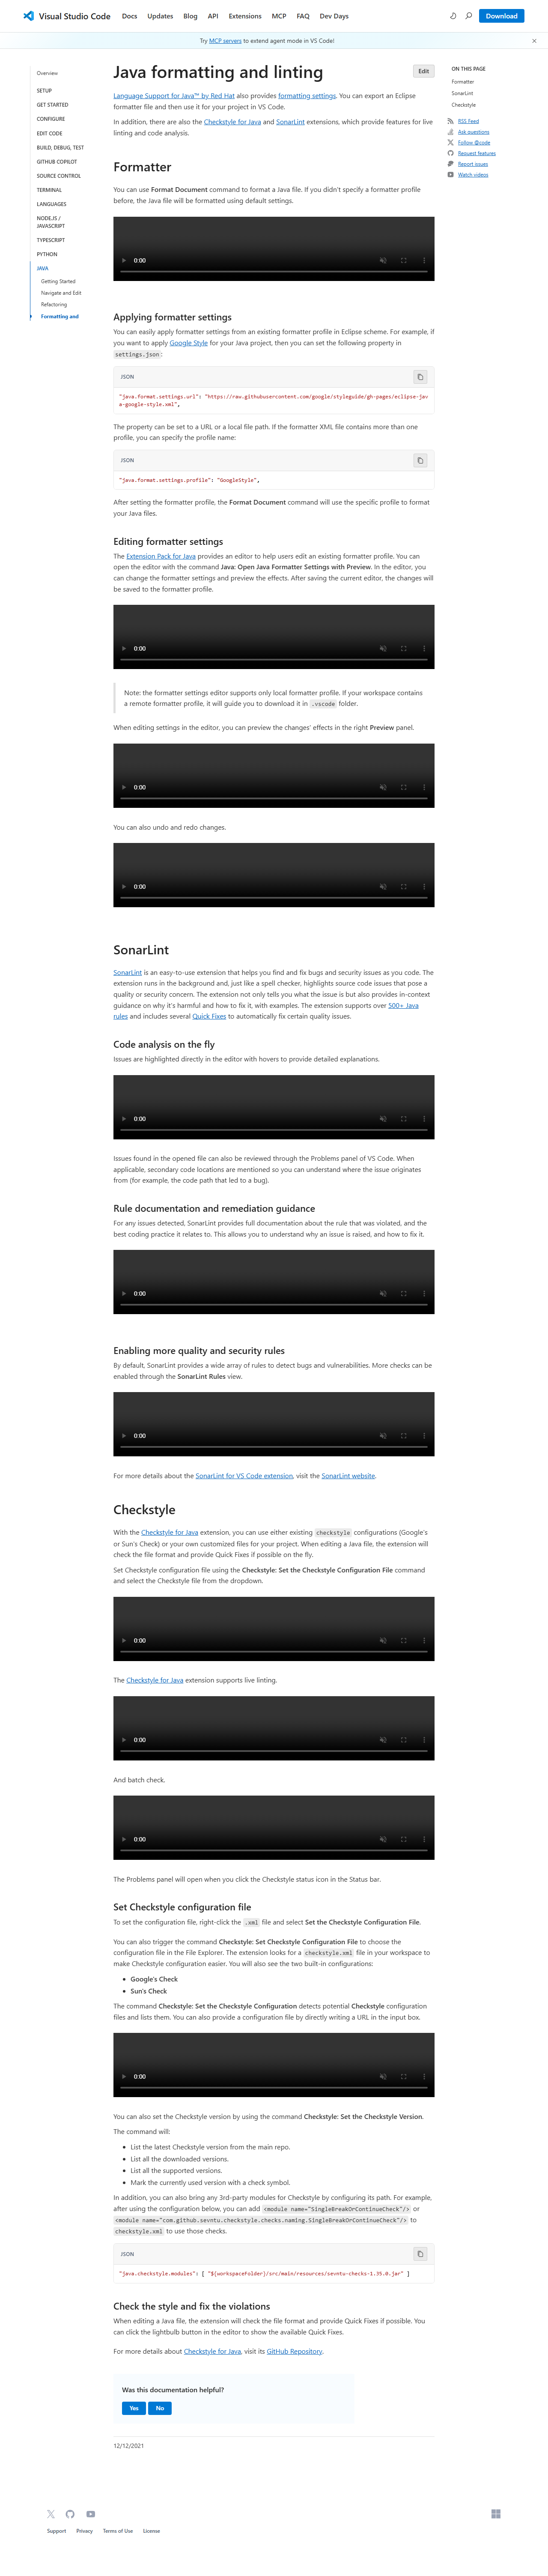 Visual Studio Code Docs Updates Blog API Extensions MCP FAQ Dev Days Download
Try MCP servers to extend agent mode in VS Code!
Overview
SETUP
GET STARTED
CONFIGURE
EDIT CODE
BUILD, DEBUG, TEST
GITHUB COPILOT
SOURCE CONTROL
TERMINAL
LANGUAGES
NODE.JS /
JAVASCRIPT
TYPESCRIPT
PYTHON
JAVA
Getting Started
Navigate and Edit
Refactoring
Formatting and
ON THIS PAGE
Formatter
SonarLint
Checkstyle
RSS Feed
Ask questions
Follow @code
Request features
Report issues
Watch videos
Java formatting and linting
Edit
Language Support for Java™ by Red Hat also provides formatting settings. You can export an Eclipse
formatter file and then use it for your project in VS Code.
In addition, there are also the Checkstyle for Java and SonarLint extensions, which provide features for live
linting and code analysis.
Formatter
You can use Format Document command to format a Java file. If you didn't specify a formatter profile
before, the Java file will be formatted using default settings.
0:00
Applying formatter settings
You can easily apply formatter settings from an existing formatter profile in Eclipse scheme. For example, if
you want to apply Google Style for your Java project, then you can set the following property in
settings.json:
JSON
"java.format.settings.url": "https://raw.githubusercontent.com/google/styleguide/gh-pages/eclipse-jav
a-google-style.xml",
The property can be set to a URL or a local file path. If the formatter XML file contains more than one
profile, you can specify the profile name:
JSON
"java.format.settings.profile": "GoogleStyle",
After setting the formatter profile, the Format Document command will use the specific profile to format
your Java files.
Editing formatter settings
The Extension Pack for Java provides an editor to help users edit an existing formatter profile. You can
open the editor with the command Java: Open Java Formatter Settings with Preview. In the editor, you
can change the formatter settings and preview the effects. After saving the current editor, the changes will
be saved to the formatter profile.
0:00
Note: the formatter settings editor supports only local formatter profile. If your workspace contains
a remote formatter profile, it will guide you to download it in .vscode folder.
When editing settings in the editor, you can preview the changes' effects in the right Preview panel.
0:00
You can also undo and redo changes.
0:00
SonarLint
SonarLint is an easy-to-use extension that helps you find and fix bugs and security issues as you code. The
extension runs in the background and, just like a spell checker, highlights source code issues that pose a
quality or security concern. The extension not only tells you what the issue is but also provides in-context
guidance on why it's harmful and how to fix it, with examples. The extension supports over 500+ Java
rules and includes several Quick Fixes to automatically fix certain quality issues.
Code analysis on the fly
Issues are highlighted directly in the editor with hovers to provide detailed explanations.
0:00
Issues found in the opened file can also be reviewed through the Problems panel of VS Code. When
applicable, secondary code locations are mentioned so you can understand where the issue originates
from (for example, the code path that led to a bug).
Rule documentation and remediation guidance
For any issues detected, SonarLint provides full documentation about the rule that was violated, and the
best coding practice it relates to. This allows you to understand why an issue is raised, and how to fix it.
0:00
Enabling more quality and security rules
By default, SonarLint provides a wide array of rules to detect bugs and vulnerabilities. More checks can be
enabled through the SonarLint Rules view.
0:00
For more details about the SonarLint for VS Code extension, visit the SonarLint website.
Checkstyle
With the Checkstyle for Java extension, you can use either existing checkstyle configurations (Google's
or Sun's Check) or your own customized files for your project. When editing a Java file, the extension will
check the file format and provide Quick Fixes if possible on the fly.
Set Checkstyle configuration file using the Checkstyle: Set the Checkstyle Configuration File command
and select the Checkstyle file from the dropdown.
0:00
The Checkstyle for Java extension supports live linting.
0:00
And batch check.
0:00
The Problems panel will open when you click the Checkstyle status icon in the Status bar.
Set Checkstyle configuration file
To set the configuration file, right-click the .xml file and select Set the Checkstyle Configuration File.
You can also trigger the command Checkstyle: Set Checkstyle Configuration File to choose the
configuration file in the File Explorer. The extension looks for a checkstyle.xml file in your workspace to
make Checkstyle configuration easier. You will also see the two built-in configurations:
• Google's Check
• Sun's Check
The command Checkstyle: Set the Checkstyle Configuration detects potential Checkstyle configuration
files and lists them. You can also provide a configuration file by directly writing a URL in the input box.
0:00
You can also set the Checkstyle version by using the command Checkstyle: Set the Checkstyle Version.
The command will:
• List the latest Checkstyle version from the main repo.
• List all the downloaded versions.
• List all the supported versions.
• Mark the currently used version with a check symbol.
In addition, you can also bring any 3rd-party modules for Checkstyle by configuring its path. For example,
after using the configuration below, you can add <module name="SingleBreakOrContinueCheck"/> or
<module name="com.github.sevntu.checkstyle.checks.naming.SingleBreakOrContinueCheck"/> to
checkstyle.xml to use those checks.
JSON
"java.checkstyle.modules": [ "${workspaceFolder}/src/main/resources/sevntu-checks-1.35.0.jar" ]
Check the style and fix the violations
When editing a Java file, the extension will check the file format and provide Quick Fixes if possible. You
can click the lightbulb button in the editor to show the available Quick Fixes.
For more details about Checkstyle for Java, visit its GitHub Repository.
Was this documentation helpful?
Yes No
12/12/2021
Support Privacy Terms of Use License